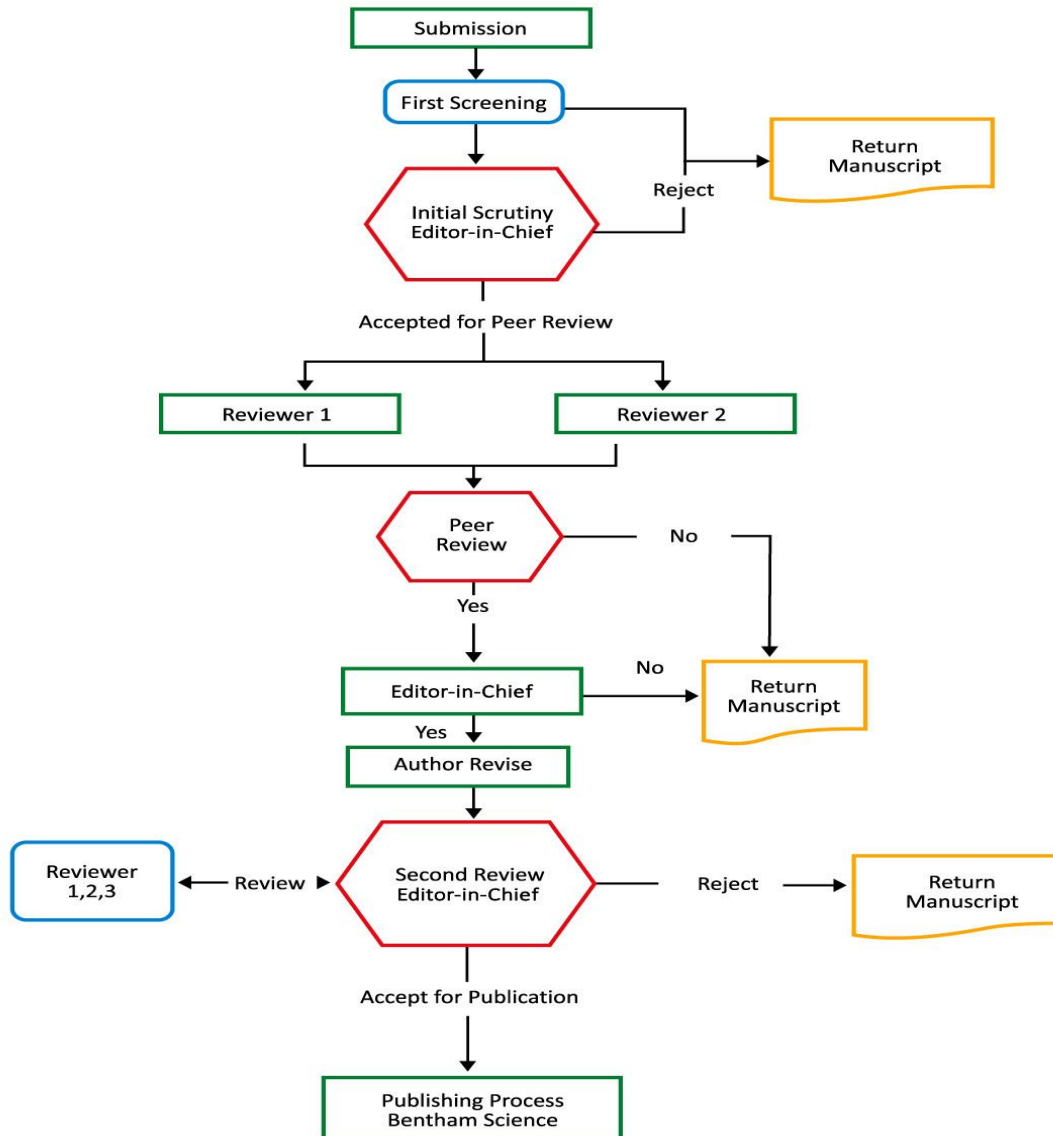 Submission
First Screening
Return
Manuscript
Reject
Initial Scrutiny
Editor-in-Chief
Accepted for Peer Review
Reviewer 1
Reviewer 2
Peer
Review
No
Yes
Editor-in-Chief
No
Return
Manuscript
Yes
Author Revise
Reviewer
1,2,3
Review
Second Review
Editor-in-Chief
Reject
Return
Manuscript
Accept for Publication
Publishing Process
Bentham Science